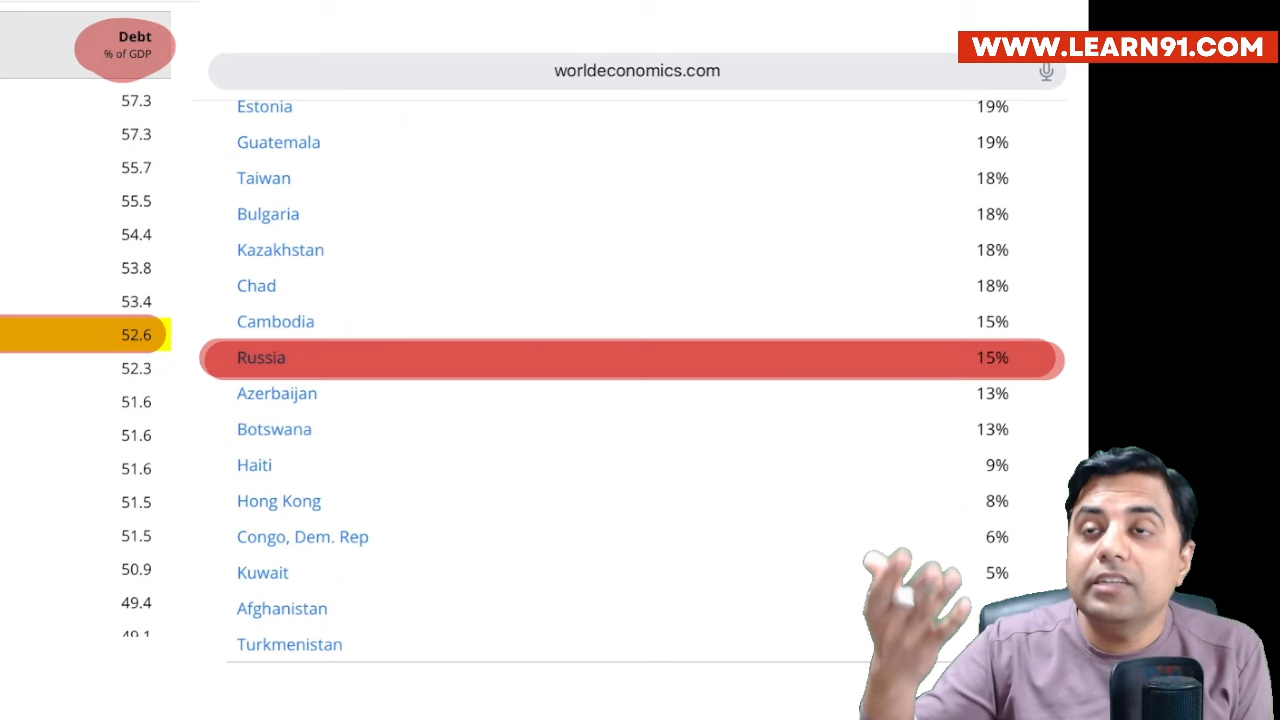 WWW.LEARN91.COM
Debt
% of GDP
57.3
57.3
55.7
55.5
54.4
53.8
53.4
52.6
52.3
51.6
51.6
51.6
51.5
51.5
50.9
49.4
49.1
worldeconomics.com
Estonia 19%
Guatemala 19%
Taiwan 18%
Bulgaria 18%
Kazakhstan 18%
Chad 18%
Cambodia 15%
Russia 15%
Azerbaijan 13%
Botswana 13%
Haiti 9%
Hong Kong 8%
Congo, Dem. Rep 6%
Kuwait 5%
Afghanistan
Turkmenistan